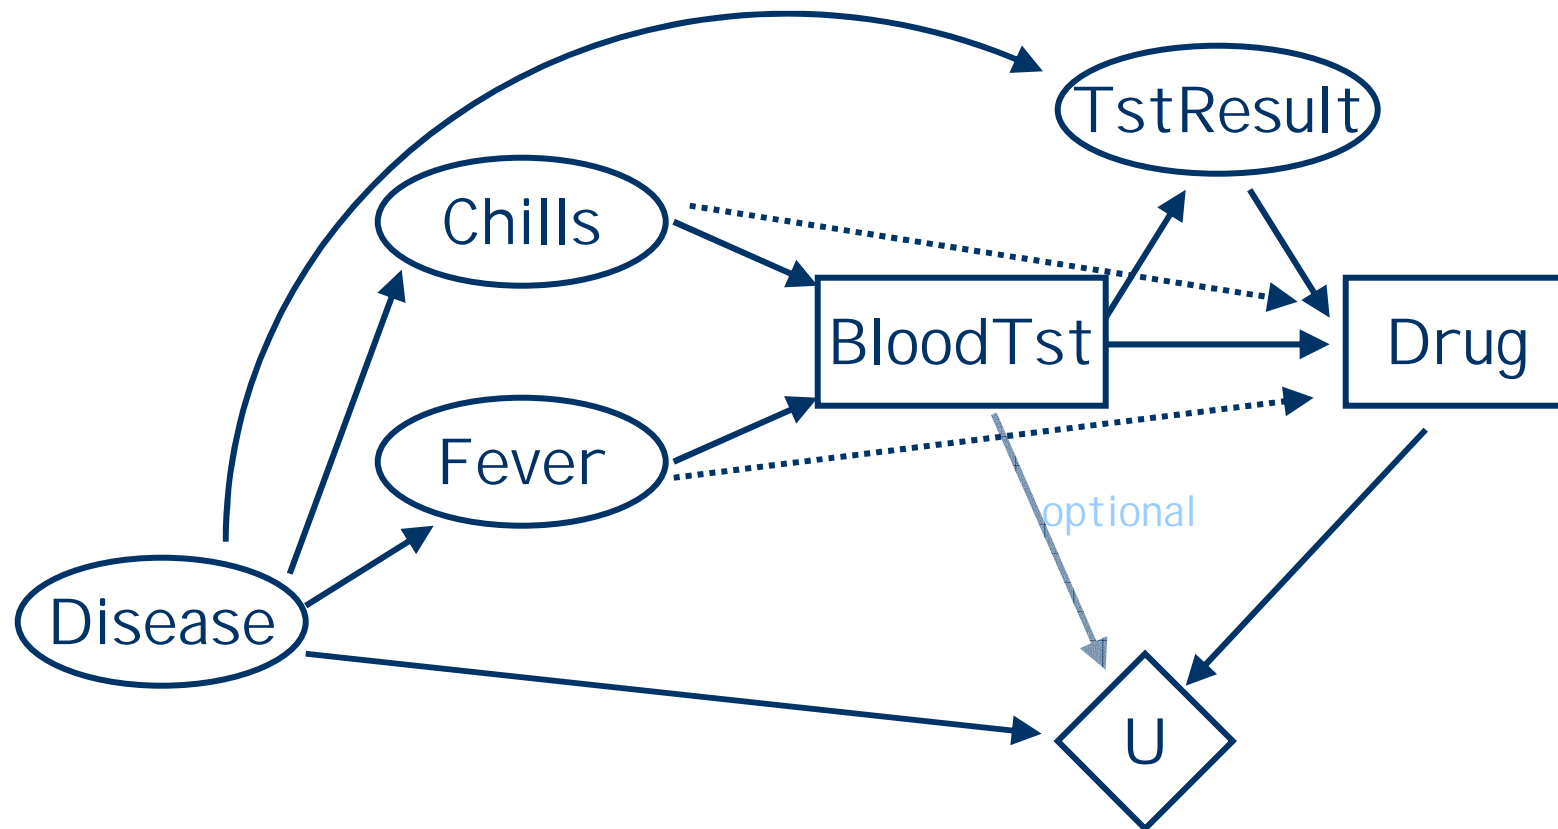 TstResult
Chills
BloodTst
Drug
Fever
optional
Disease
U